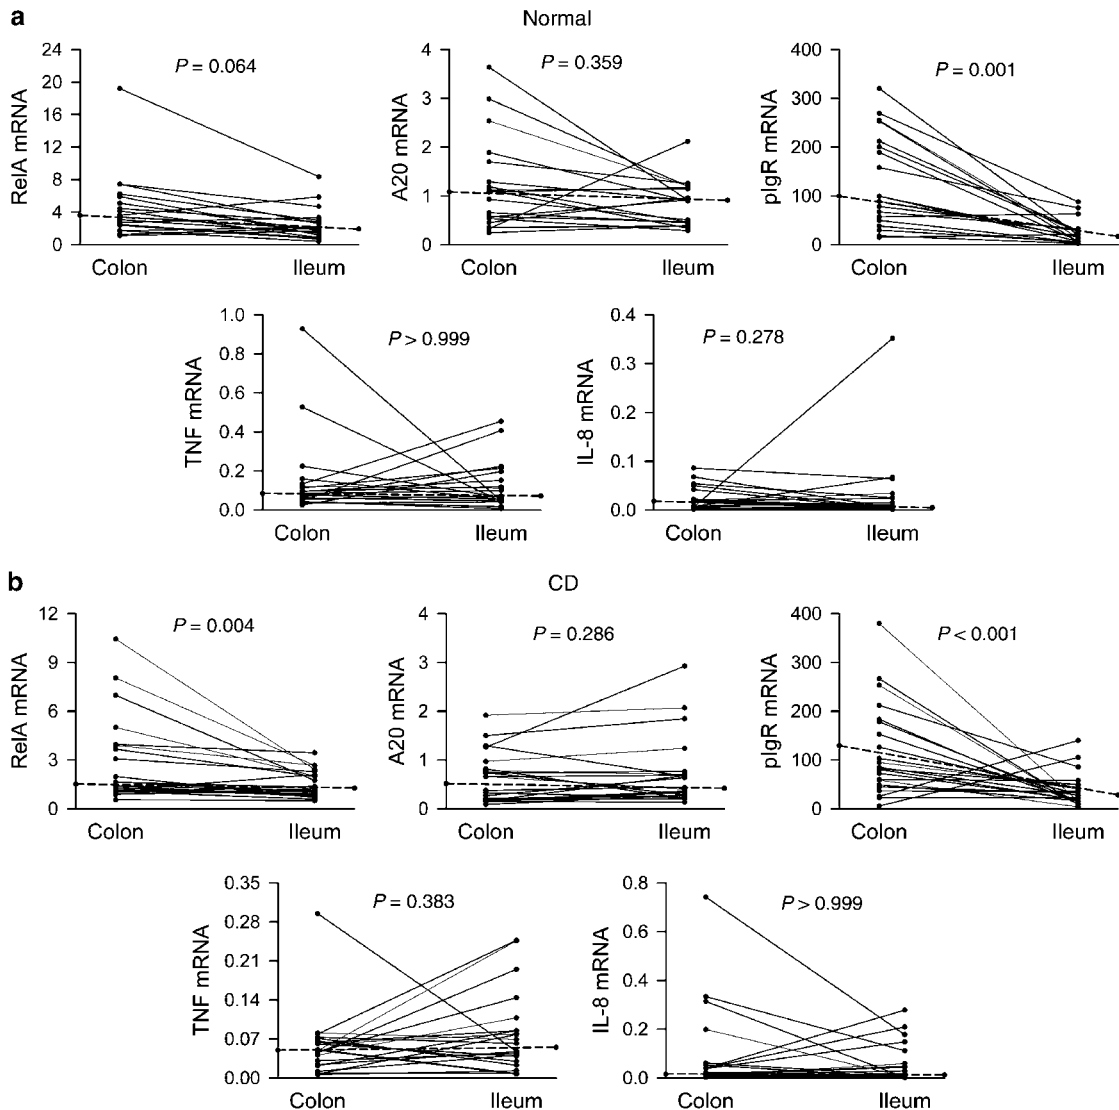 a
Normal
RelA mRNA
24
20
16
12
8
4
0
P = 0.064
Colon
Ileum
A20 mRNA
4
3
2
1
0
P = 0.359
Colon
Ileum
pIgR mRNA
400
300
200
100
0
P = 0.001
Colon
Ileum
TNF mRNA
1.0
0.8
0.6
0.4
0.2
0.0
P > 0.999
Colon
Ileum
IL-8 mRNA
0.4
0.3
0.2
0.1
0.0
P = 0.278
Colon
Ileum
b
CD
RelA mRNA
12
9
6
3
0
P = 0.004
Colon
Ileum
A20 mRNA
4
3
2
1
0
P = 0.286
Colon
Ileum
pIgR mRNA
400
300
200
100
0
P < 0.001
Colon
Ileum
TNF mRNA
0.35
0.28
0.21
0.14
0.07
0.00
P = 0.383
Colon
Ileum
IL-8 mRNA
0.8
0.6
0.4
0.2
0.0
P > 0.999
Colon
Ileum